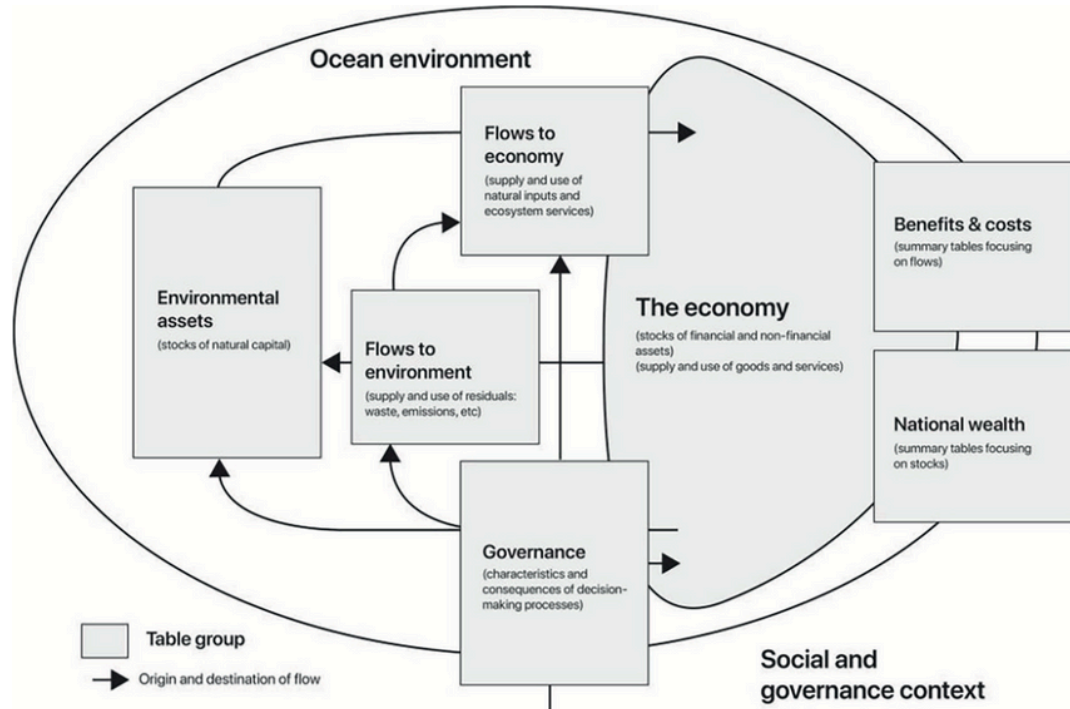 Ocean environment
Flows to
economy
(supply and use of
natural inputs and
ecosystem services)
Benefits & costs
(summary tables focusing
on flows)
Environmental
assets
(stocks of natural capital)
The economy
(stocks of financial and non-financial
assets)
(supply and use of goods and services)
Flows to
environment
(supply and use of residuals:
waste, emissions, etc)
National wealth
(summary tables focusing
on stocks)
Governance
(characteristics and
consequences of decision-
making processes)
Table group
Origin and destination of flow
Social and
governance context